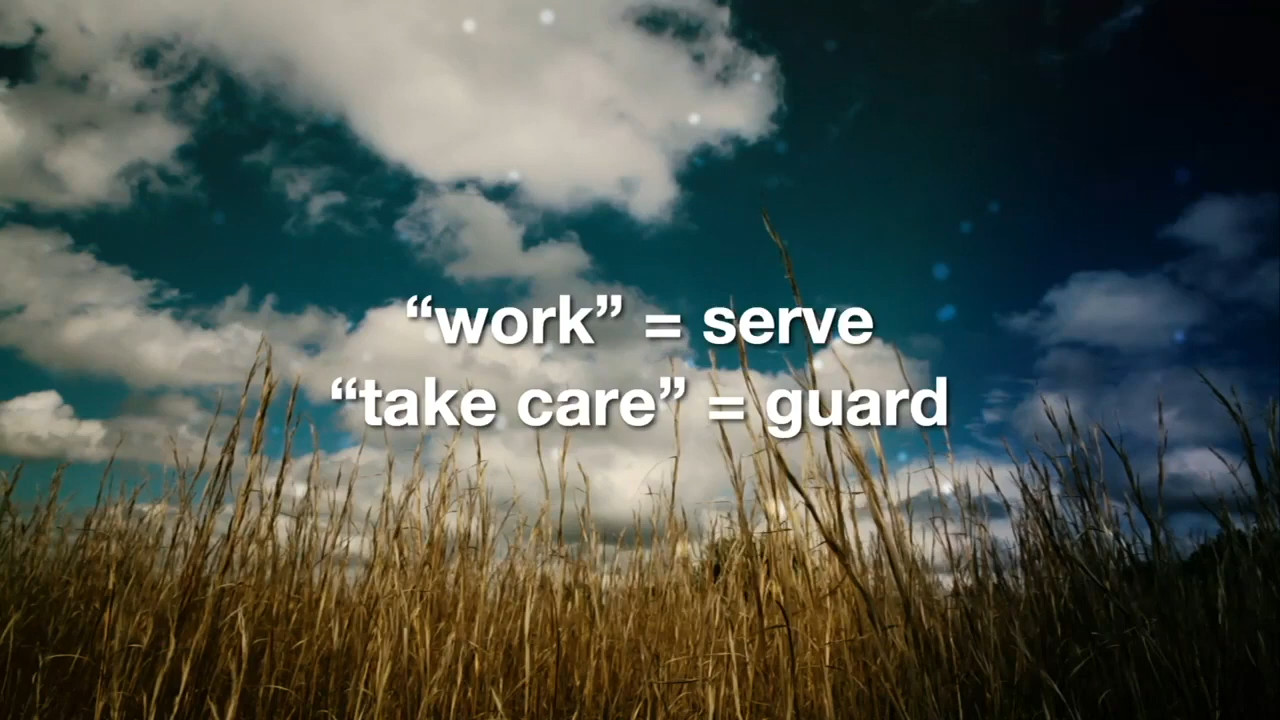 “work” = serve
“take care” = guard